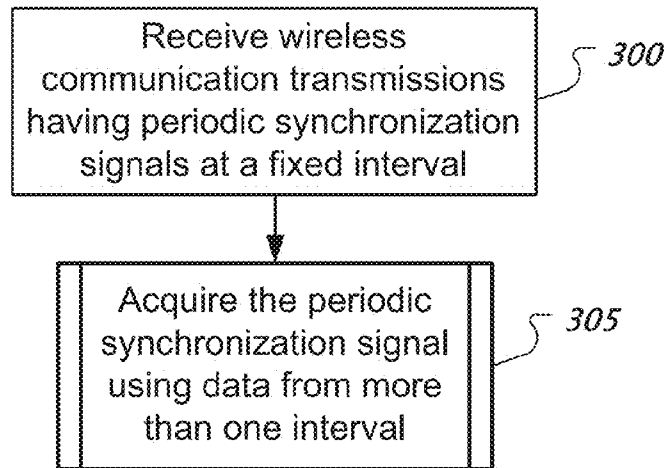 Receive wireless
communication transmissions
having periodic synchronization
signals at a fixed interval
300
Acquire the periodic
synchronization signal
using data from more
than one interval
305